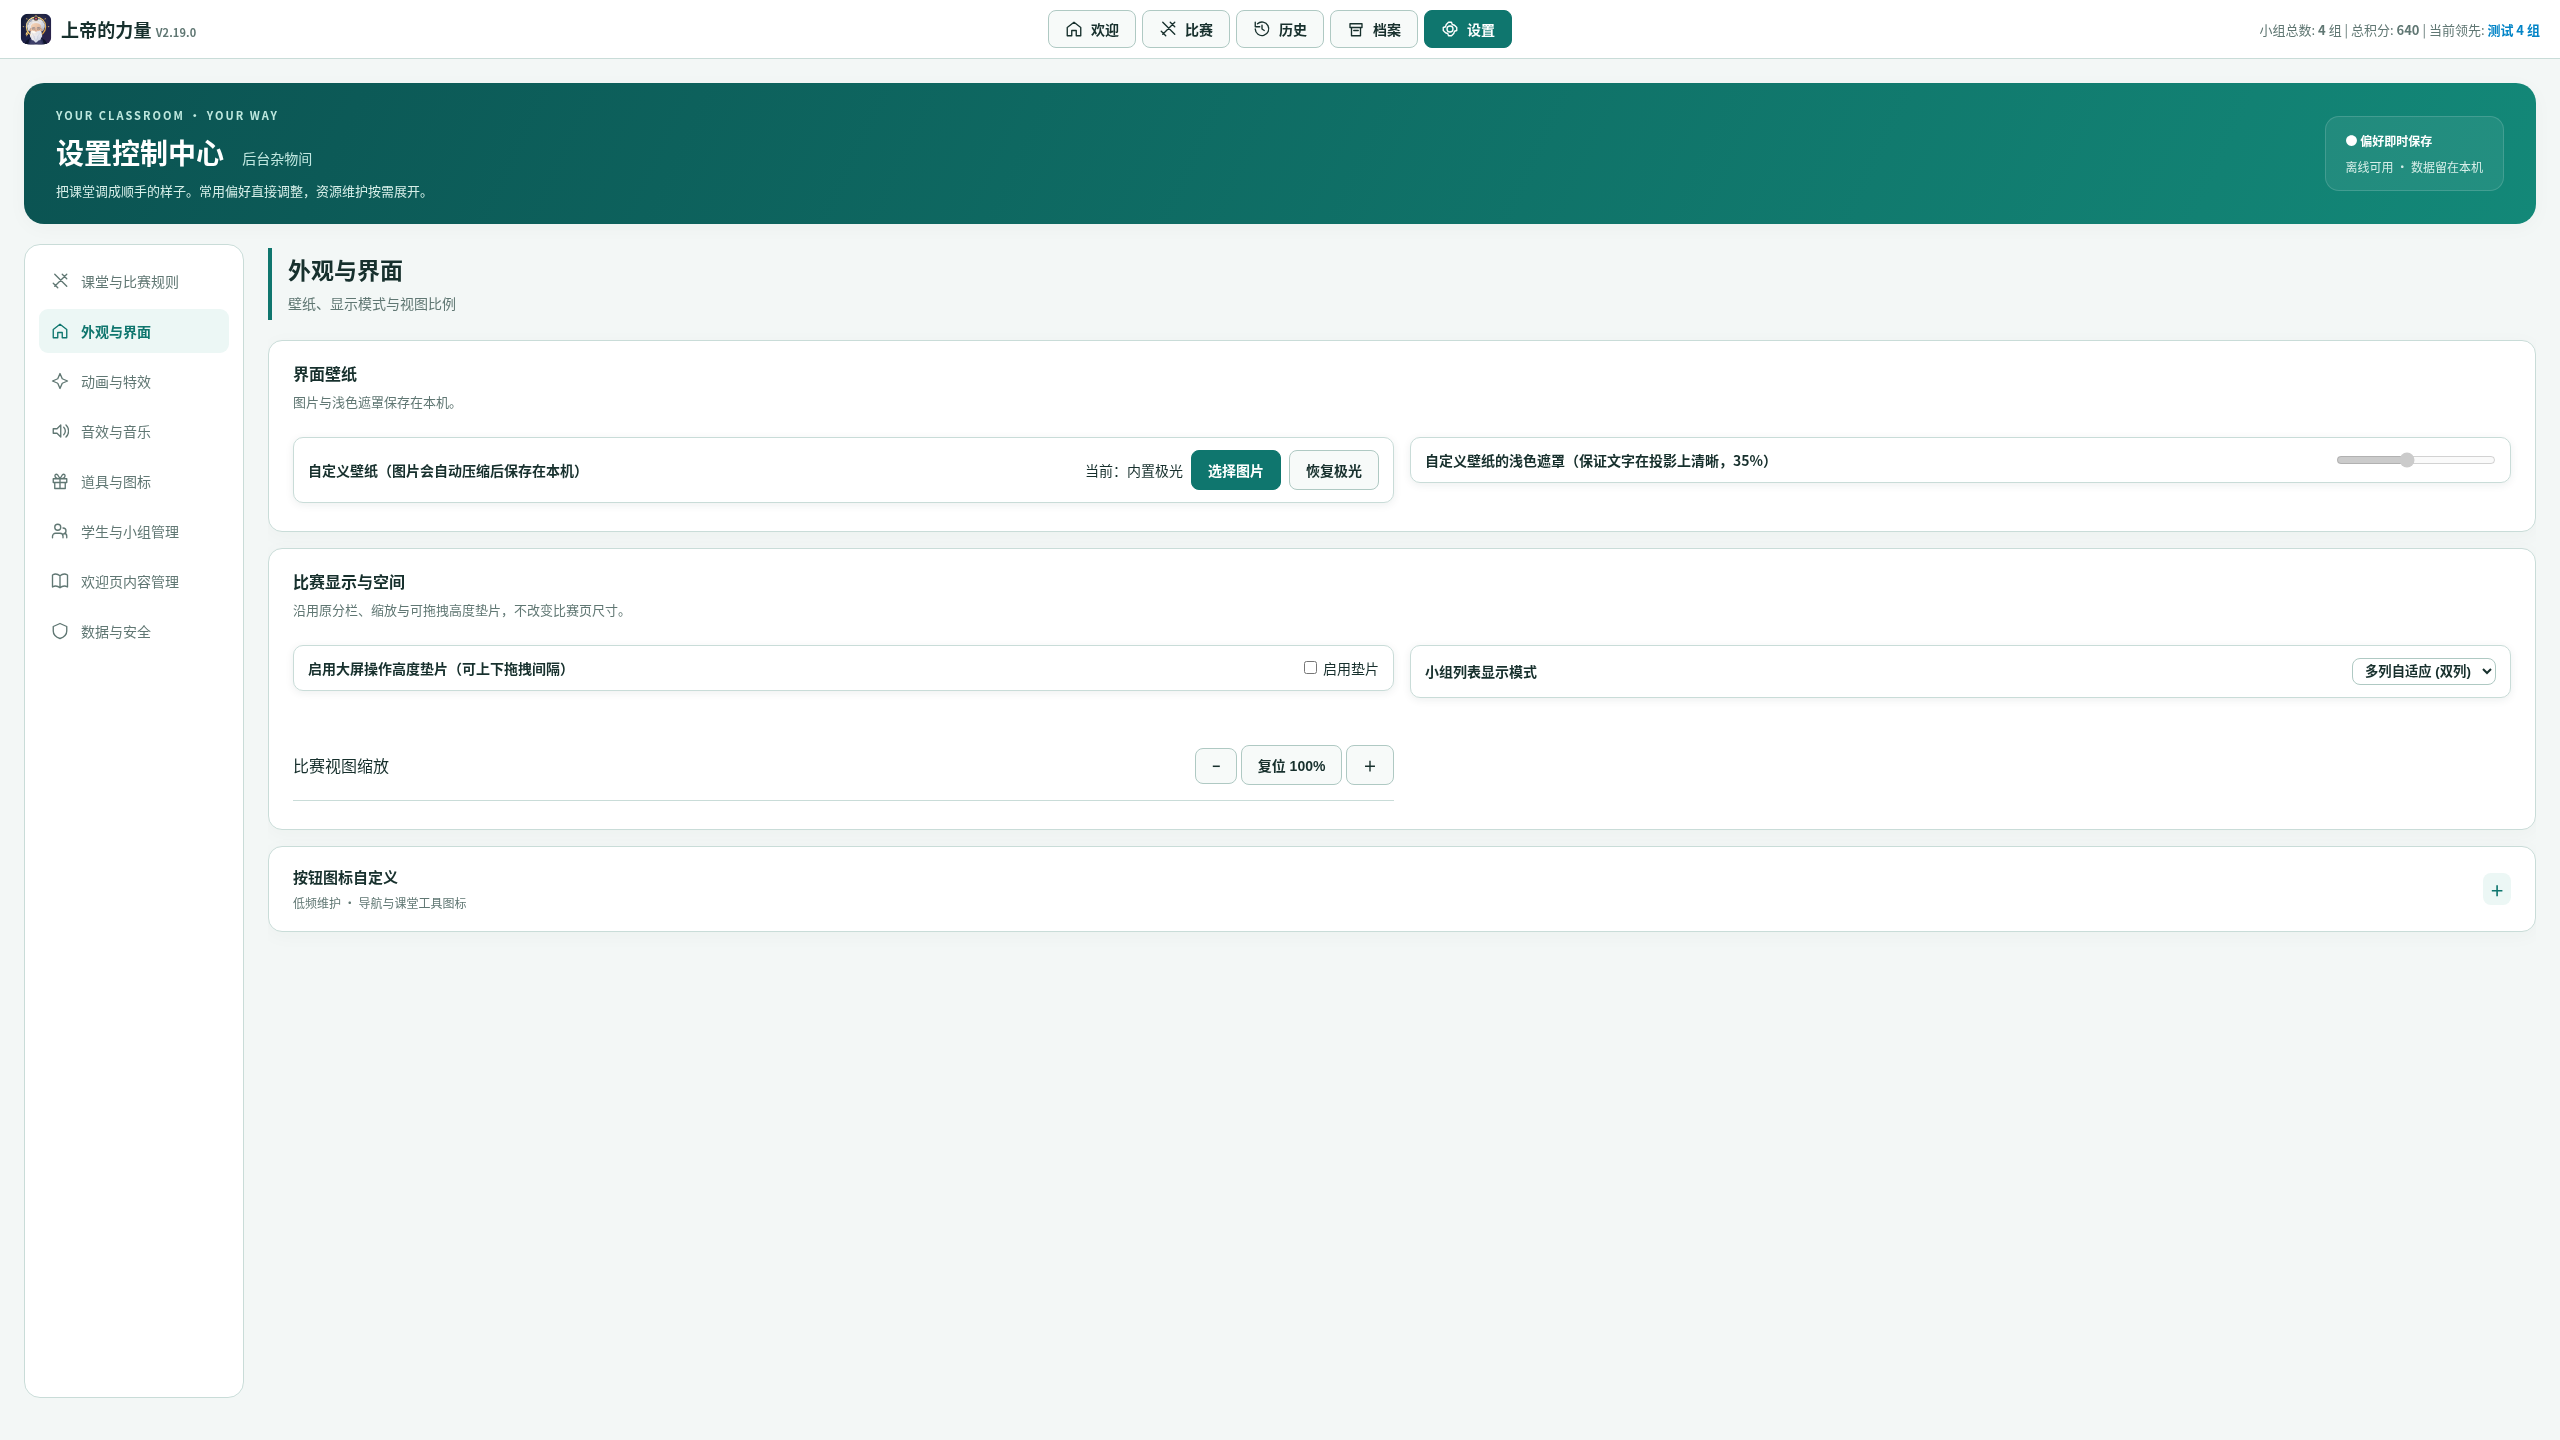 上帝的力量 V2.19.0
欢迎
比赛
历史
档案
设置
小组总数: 4 组 | 总积分: 640 | 当前领先: 测试 4 组
YOUR CLASSROOM · YOUR WAY
设置控制中心 后台杂物间
把课堂调成顺手的样子。常用偏好直接调整，资源维护按需展开。
偏好即时保存
离线可用 · 数据留在本机
课堂与比赛规则
外观与界面
动画与特效
音效与音乐
道具与图标
学生与小组管理
欢迎页内容管理
数据与安全
外观与界面
壁纸、显示模式与视图比例
界面壁纸
图片与浅色遮罩保存在本机。
自定义壁纸（图片会自动压缩后保存在本机）
当前：内置极光
选择图片
恢复极光
自定义壁纸的浅色遮罩（保证文字在投影上清晰，35%）
比赛显示与空间
沿用原分栏、缩放与可拖拽高度垫片，不改变比赛页尺寸。
启用大屏操作高度垫片（可上下拖拽间隔）
启用垫片
小组列表显示模式
多列自适应 (双列)
比赛视图缩放
−
复位 100%
+
按钮图标自定义
低频维护 · 导航与课堂工具图标
+